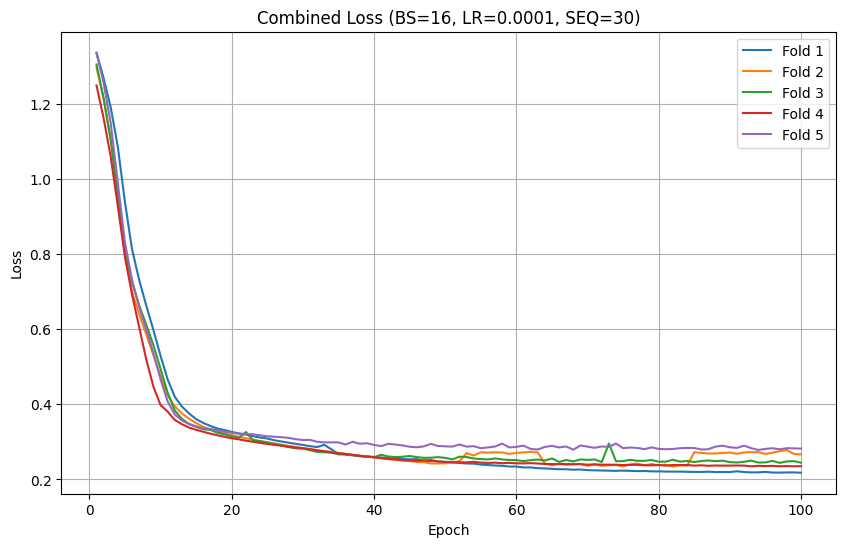 Combined Loss (BS=16, LR=0.0001, SEQ=30)
Fold 1
Fold 2
Fold 3
Fold 4
Fold 5
Loss
1.2
1.0
0.8
0.6
0.4
0.2
0
20
40
60
80
100
Epoch